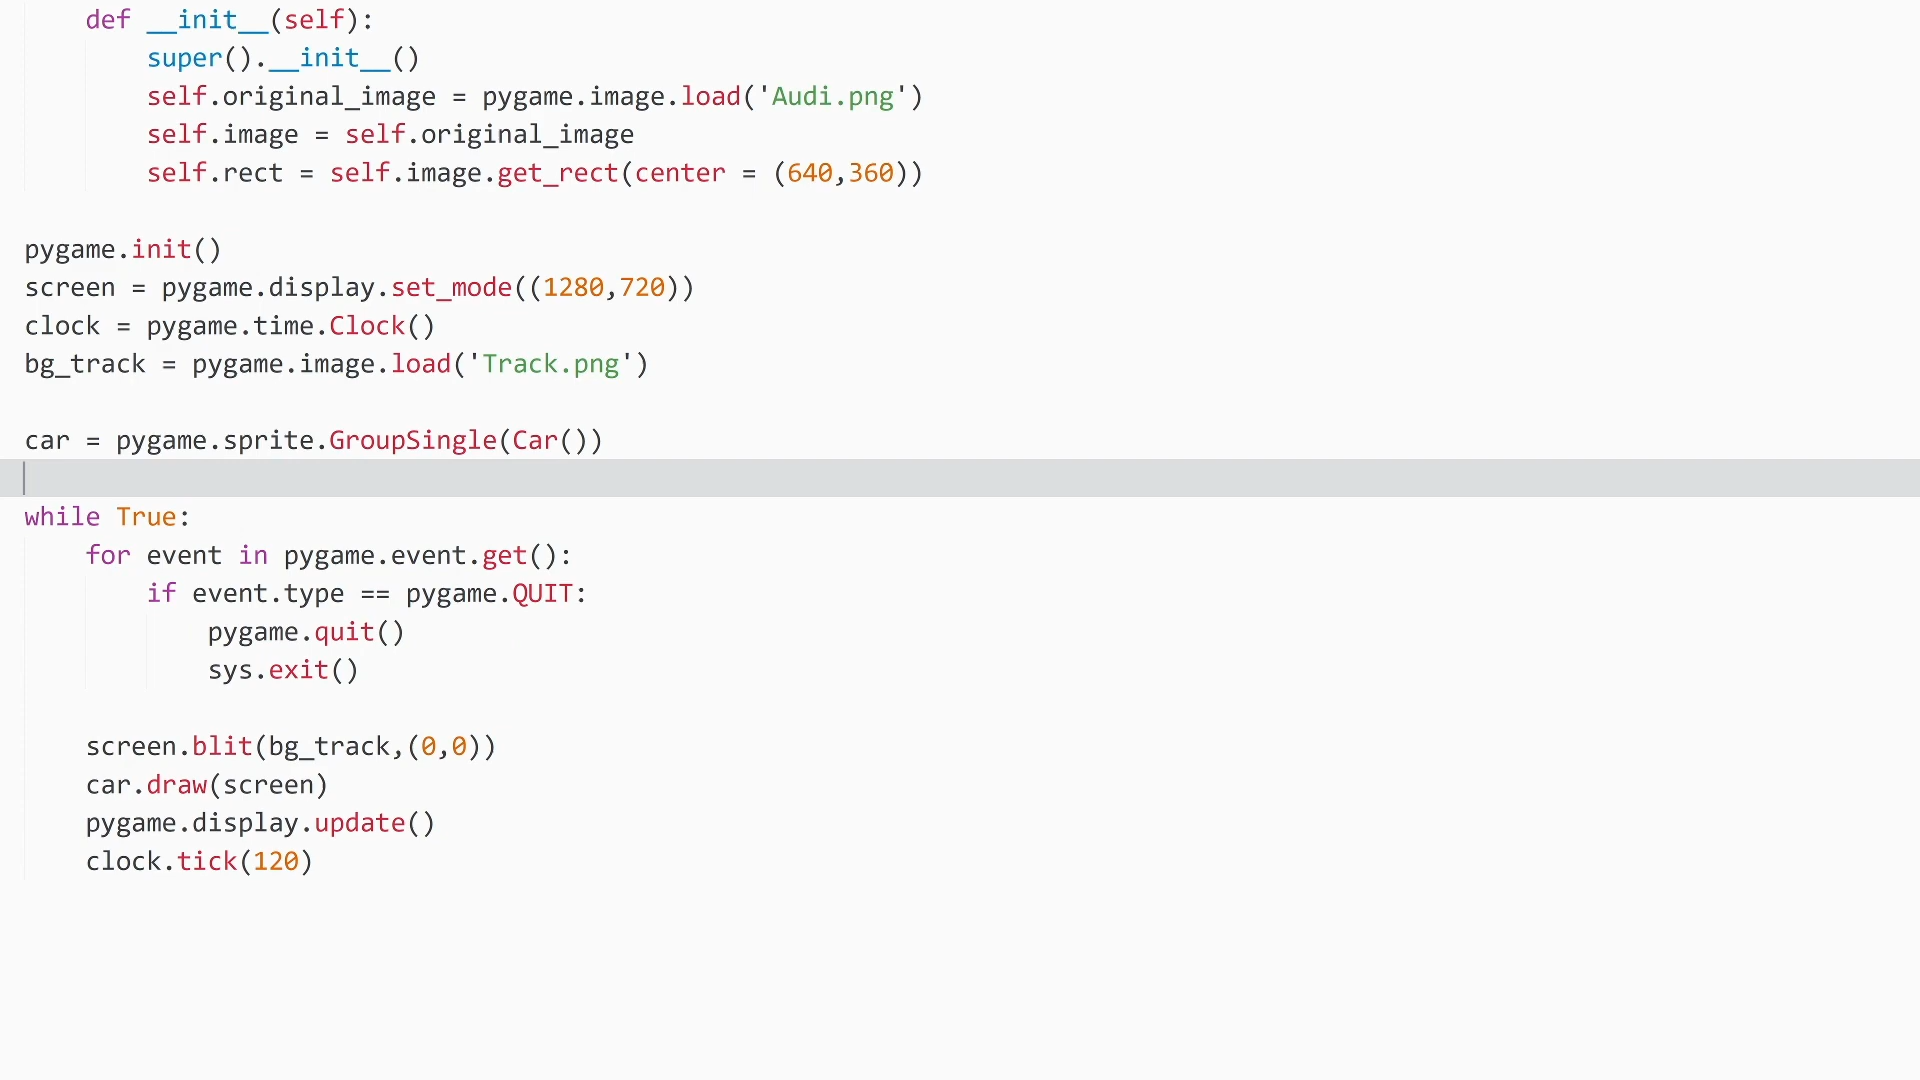 def __init__(self):
super().__init__()
self.original_image = pygame.image.load('Audi.png')
self.image = self.original_image
self.rect = self.image.get_rect(center = (640,360))
pygame.init()
screen = pygame.display.set_mode((1280,720))
clock = pygame.time.Clock()
bg_track = pygame.image.load('Track.png')
car = pygame.sprite.GroupSingle(Car())
while True:
for event in pygame.event.get():
if event.type == pygame.QUIT:
pygame.quit()
sys.exit()
screen.blit(bg_track,(0,0))
car.draw(screen)
pygame.display.update()
clock.tick(120)